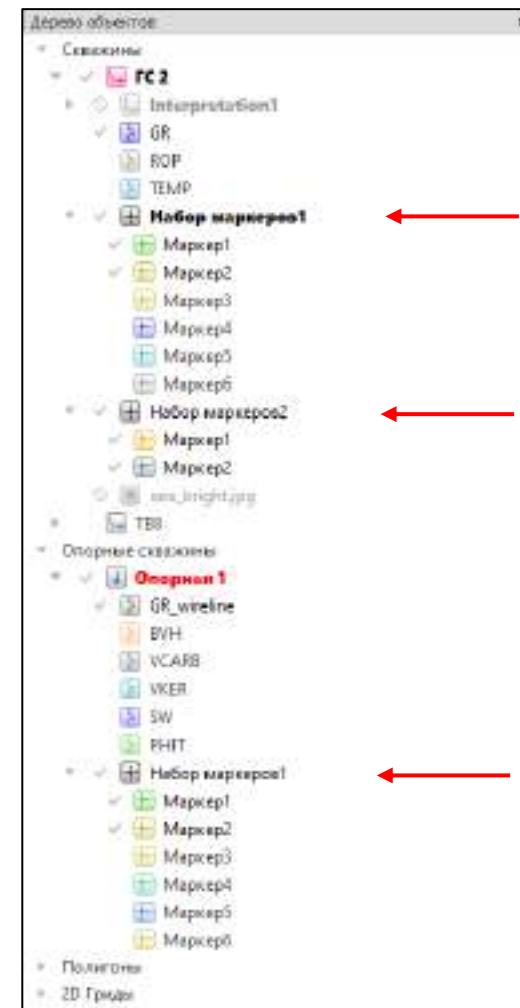 Дерево объектов
Скважины
ГС 2
Interpretation1
GR
ROP
TEMP
Набор маркеров1
Маркер1
Маркер2
Маркер3
Маркер4
Маркер5
Маркер6
Набор маркеров2
Маркер1
Маркер2
Опорные скважины
Опорная 1
GR_wireline
BVH
VCARB
VKER
SW
PHIT
Набор маркеров1
Маркер1
Маркер2
Маркер3
Маркер4
Маркер5
Маркер6
Полигоны
2D Гриды